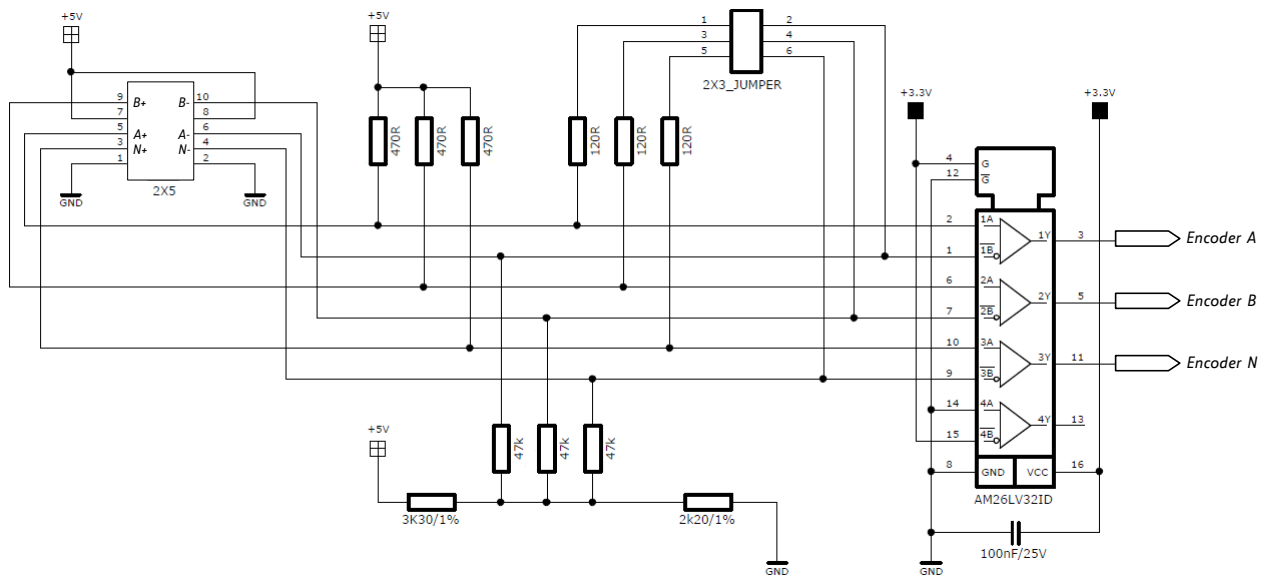 +5V
+5V
1
2
3
4
5
6
2X3_JUMPER
+3.3V
+3.3V
9
B+
B-
10
7
8
5
A+
A-
6
3
N+
N-
4
1
2
2X5
GND
GND
470R
470R
470R
120R
120R
120R
4
G
12
G
2
1A
1Y
3
Encoder A
1
1B
6
2A
2Y
5
Encoder B
7
2B
10
3A
3Y
11
Encoder N
9
3B
14
4A
4Y
13
15
4B
8
GND
VCC
16
AM26LV32ID
+5V
47k
47k
47k
3K30/1%
2k20/1%
GND
100nF/25V
GND